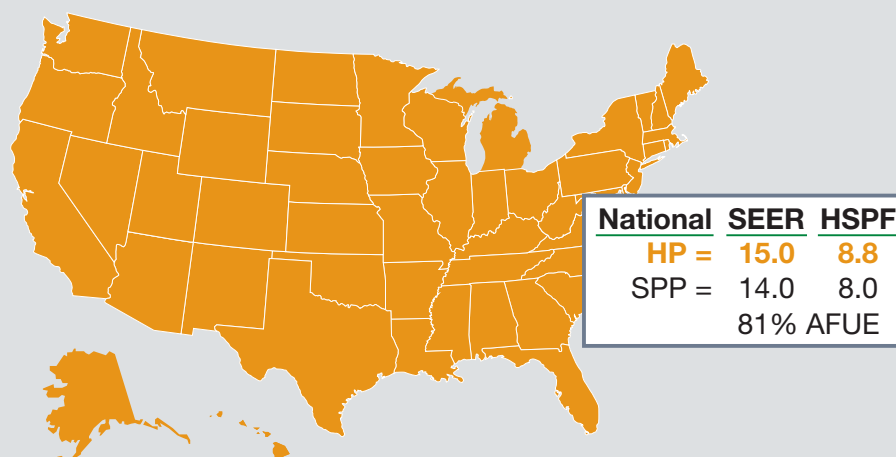 National SEER HSPF
HP = 15.0 8.8
SPP = 14.0 8.0
81% AFUE